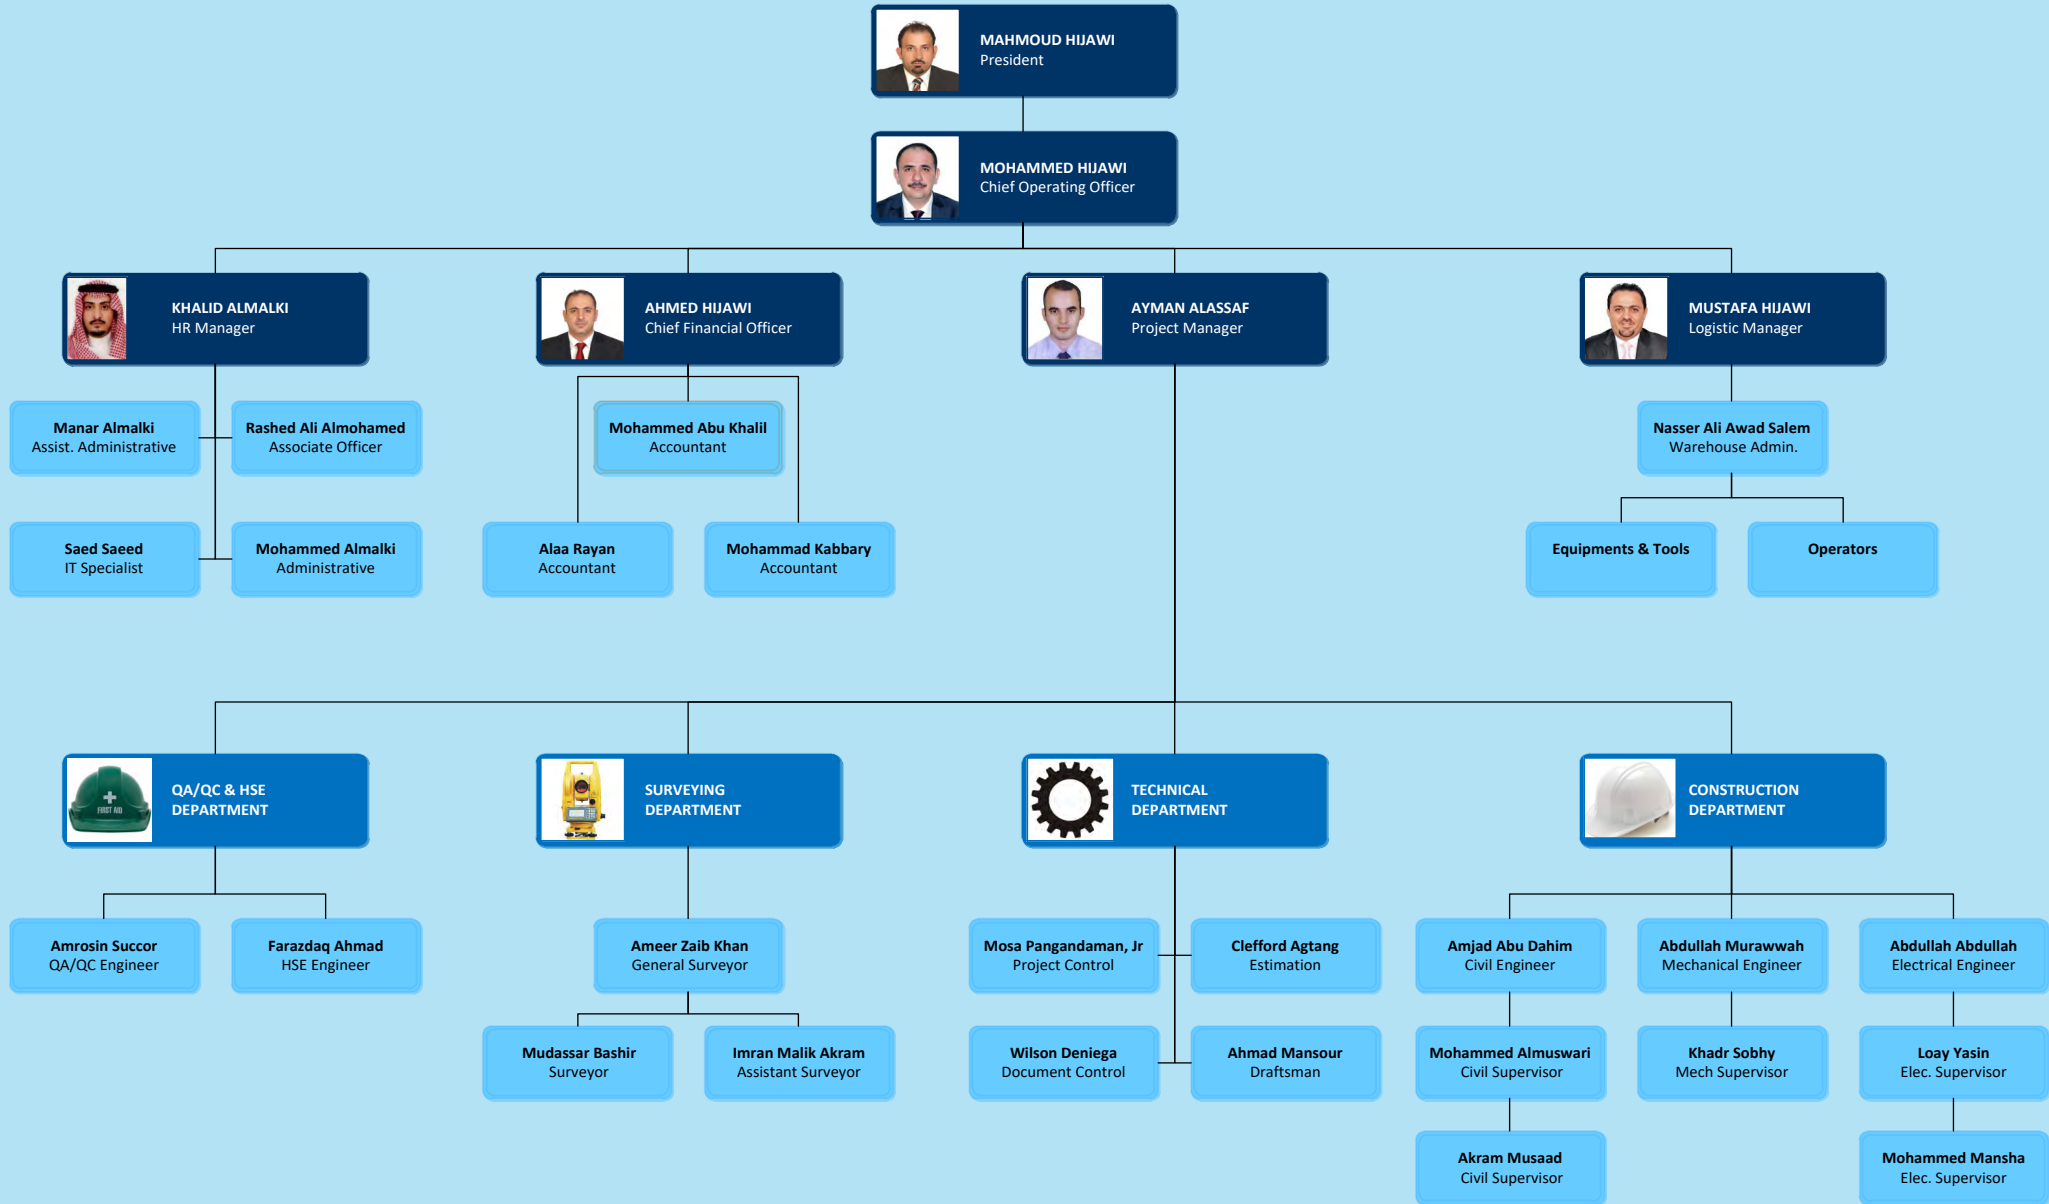 MAHMOUD HIJAWI
President
MOHAMMED HIJAWI
Chief Operating Officer
KHALID ALMALKI
HR Manager
AHMED HIJAWI
Chief Financial Officer
AYMAN ALASSAF
Project Manager
MUSTAFA HIJAWI
Logistic Manager
Manar Almalki
Assist. Administrative
Rashed Ali Almohamed
Associate Officer
Mohammed Abu Khalil
Accountant
Nasser Ali Awad Salem
Warehouse Admin.
Saed Saeed
IT Specialist
Mohammed Almalki
Administrative
Alaa Rayan
Accountant
Mohammad Kabbary
Accountant
Equipments & Tools
Operators
FIRST AID
QA/QC & HSE
DEPARTMENT
SURVEYING
DEPARTMENT
TECHNICAL
DEPARTMENT
CONSTRUCTION
DEPARTMENT
Amrosin Succor
QA/QC Engineer
Farazdaq Ahmad
HSE Engineer
Ameer Zaib Khan
General Surveyor
Mosa Pangandaman, Jr
Project Control
Clefford Agtang
Estimation
Amjad Abu Dahim
Civil Engineer
Abdullah Murawwah
Mechanical Engineer
Abdullah Abdullah
Electrical Engineer
Mudassar Bashir
Surveyor
Imran Malik Akram
Assistant Surveyor
Wilson Deniega
Document Control
Ahmad Mansour
Draftsman
Mohammed Almuswari
Civil Supervisor
Khadr Sobhy
Mech Supervisor
Loay Yasin
Elec. Supervisor
Akram Musaad
Civil Supervisor
Mohammed Mansha
Elec. Supervisor